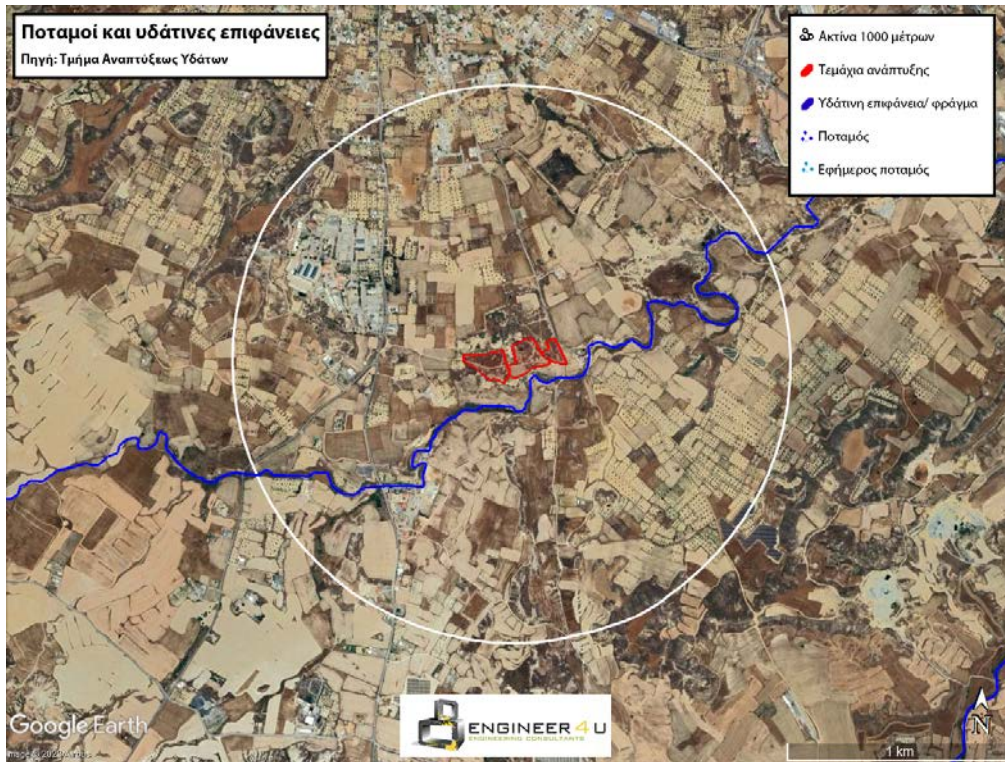 Ποταμοί και υδάτινες επιφάνειες
Πηγή: Τμήμα Αναπτύξεως Υδάτων
Ακτίνα 1000 μέτρων
Τεμάχια ανάπτυξης
Υδάτινη επιφάνεια/ φράγμα
Ποταμός
Εφήμερος ποταμός
Google Earth
ENGINEER 4 U
ENGINEERING CONSULTANTS
N
1 km